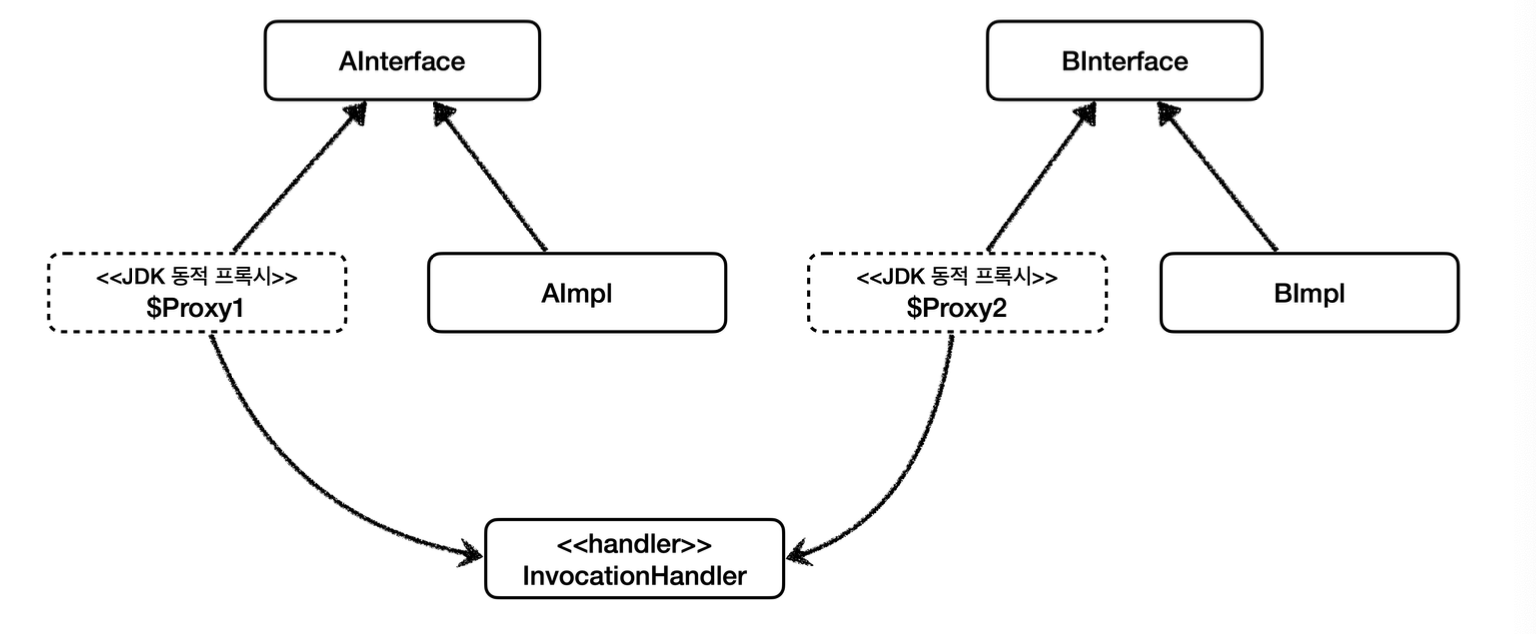 AInterface
BInterface
<<JDK 동적 프록시>>
$Proxy1
AImpl
<<JDK 동적 프록시>>
$Proxy2
BImpl
<<handler>>
InvocationHandler